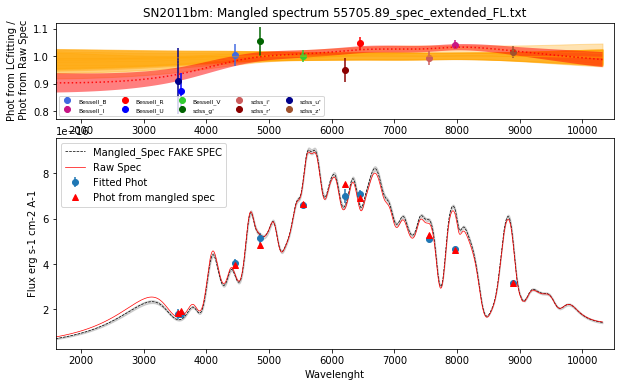 SN2011bm: Mangled spectrum 55705.89_spec_extended_FL.txt
Phot from LCfitting /
Phot from Raw Spec
1.1
1.0
0.9
0.8
Bessell_B Bessell_R Bessell_V sdss_i' sdss_u'
Bessell_I Bessell_U sdss_g' sdss_r' sdss_z'
2000 3000 4000 5000 6000 7000 8000 9000 10000
Flux erg s-1 cm-2 A-1
8
6
4
2
Mangled_Spec FAKE SPEC
Raw Spec
Fitted Phot
Phot from mangled spec
2000 3000 4000 5000 6000 7000 8000 9000 10000
Wavelenght